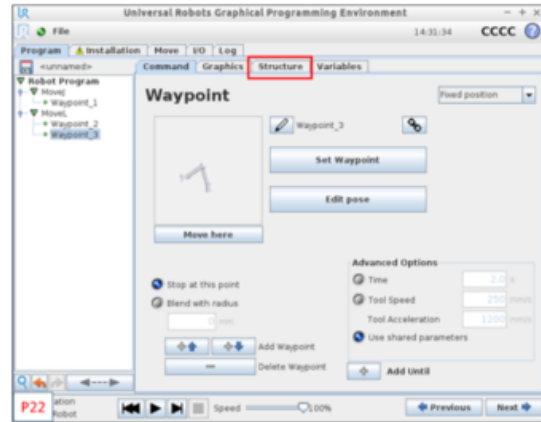 Universal Robots Graphical Programming Environment
File
14:31:34
CCCC
Program
Installation
Move
I/O
Log
<unnamed>
Command
Graphics
Structure
Variables
Robot Program
MoveJ
Waypoint_1
MoveL
Waypoint_2
Waypoint_3
Waypoint
Fixed position
Waypoint_3
Set Waypoint
Edit pose
Move here
Stop at this point
Blend with radius
0 mm
Add Waypoint
Delete Waypoint
Advanced Options
Time
2.0 s
Tool Speed
250 mm/s
Tool Acceleration
1200 mm/s
Use shared parameters
Add Until
P22
ation
Robot
Speed
100%
Previous
Next